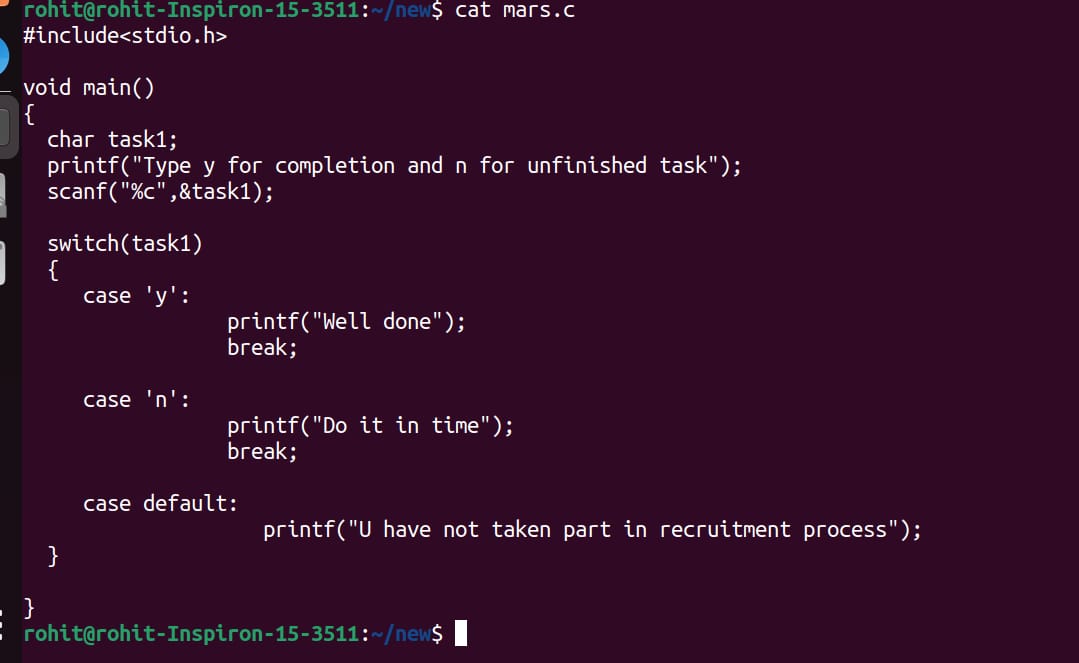 rohit@rohit-Inspiron-15-3511:~/new$ cat mars.c
#include<stdio.h>
void main()
{
  char task1;
  printf("Type y for completion and n for unfinished task");
  scanf("%c",&task1);
  switch(task1)
  {
     case 'y':
                 printf("Well done");
                 break;
     case 'n':
                 printf("Do it in time");
                 break;
     case default:
                    printf("U have not taken part in recruitment process");
  }
}
rohit@rohit-Inspiron-15-3511:~/new$